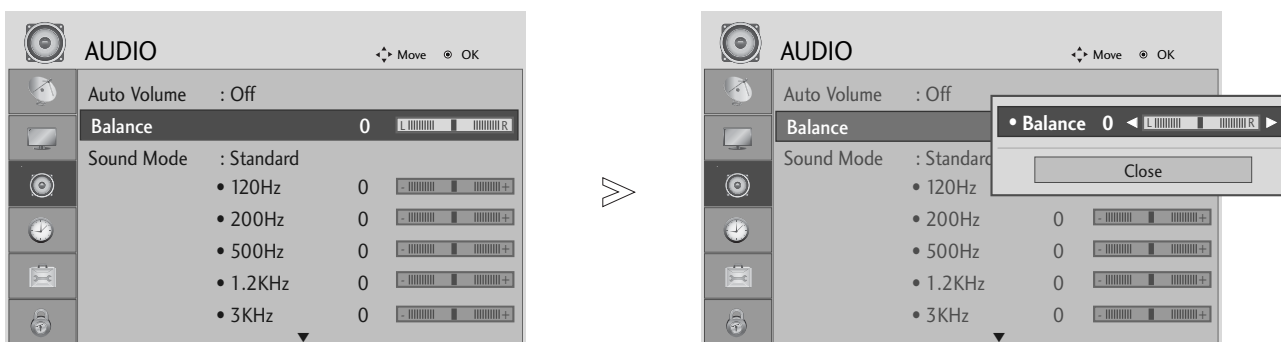 AUDIO
Move OK
Auto Volume : Off
Balance 0 L R
Sound Mode : Standard
• 120Hz 0 - +
• 200Hz 0 - +
• 500Hz 0 - +
• 1.2KHz 0 - +
• 3KHz 0 - +
AUDIO
Move OK
Auto Volume : Off
Balance
• Balance 0 L R
Close
Sound Mode : Standard
• 120Hz
• 200Hz 0 - +
• 500Hz 0 - +
• 1.2KHz 0 - +
• 3KHz 0 - +